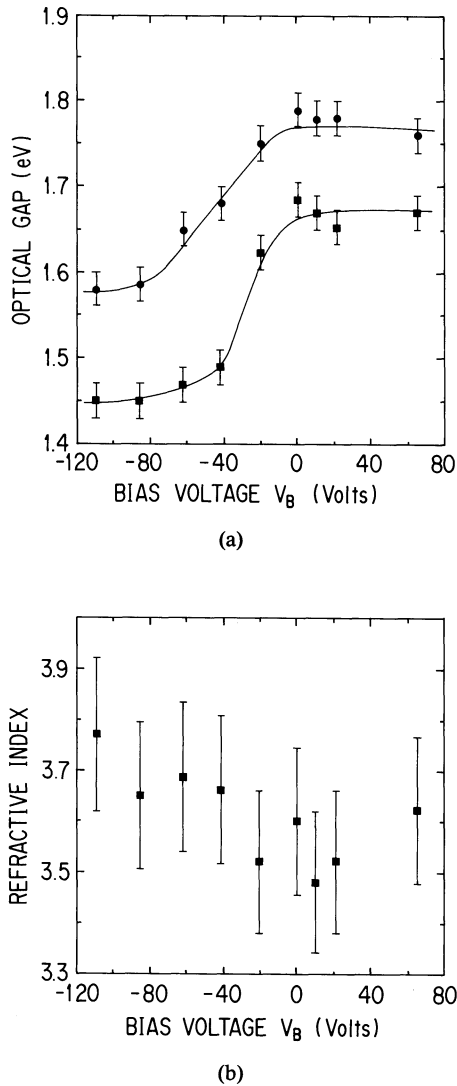 1.9
1.8
1.7
1.6
1.5
1.4
OPTICAL GAP (eV)
-120 -80 -40 0 40 80
BIAS VOLTAGE VB (Volts)
(a)
3.9
3.7
3.5
3.3
REFRACTIVE INDEX
-120 -80 -40 0 40 80
BIAS VOLTAGE VB (Volts)
(b)